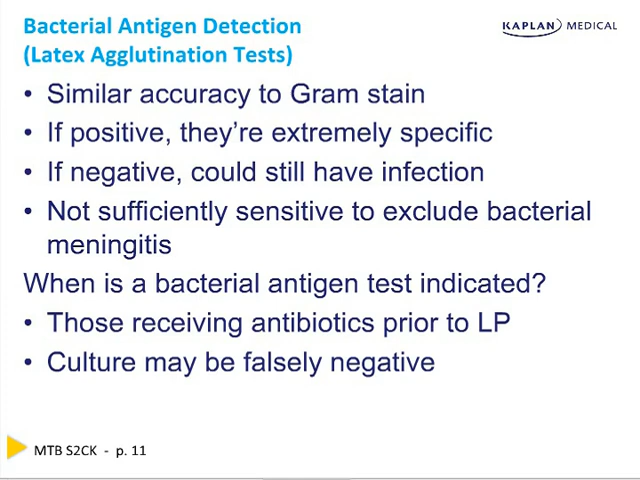 Bacterial Antigen Detection
(Latex Agglutination Tests)
KAPLAN MEDICAL
• Similar accuracy to Gram stain
• If positive, they’re extremely specific
• If negative, could still have infection
• Not sufficiently sensitive to exclude bacterial
meningitis
When is a bacterial antigen test indicated?
• Those receiving antibiotics prior to LP
• Culture may be falsely negative
MTB S2CK - p. 11